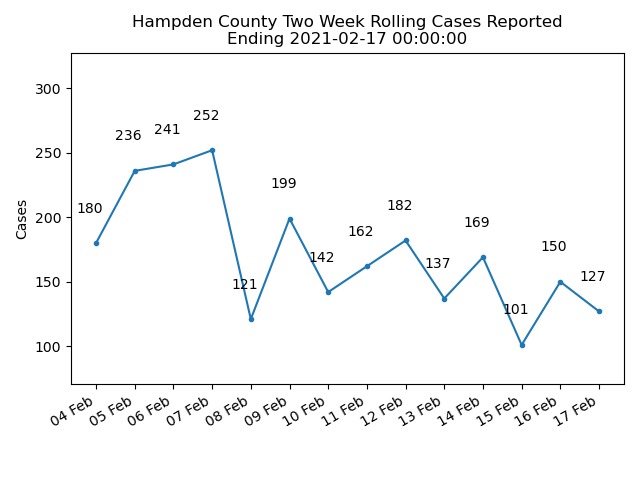 Hampden County Two Week Rolling Cases Reported
Ending 2021-02-17 00:00:00
Cases
300
250
200
150
100
180
236
241
252
121
199
142
162
182
137
169
101
150
127
04 Feb
05 Feb
06 Feb
07 Feb
08 Feb
09 Feb
10 Feb
11 Feb
12 Feb
13 Feb
14 Feb
15 Feb
16 Feb
17 Feb